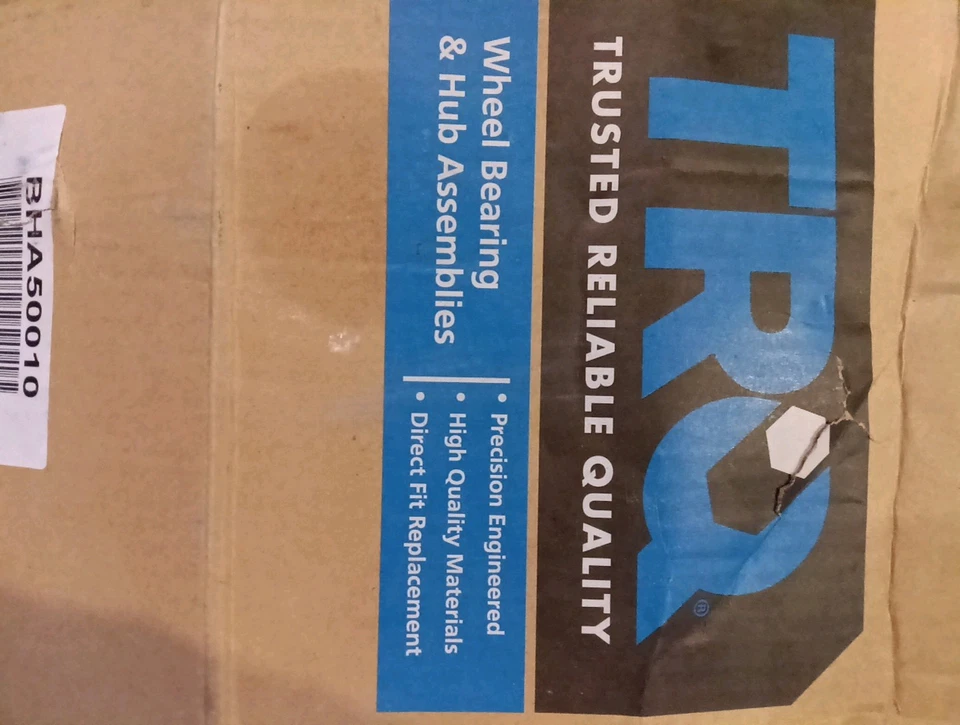 TRQ®
TRUSTED RELIABLE QUALITY
Wheel Bearing
& Hub Assemblies
• Precision Engineered
• High Quality Materials
• Direct Fit Replacement
BHA50010